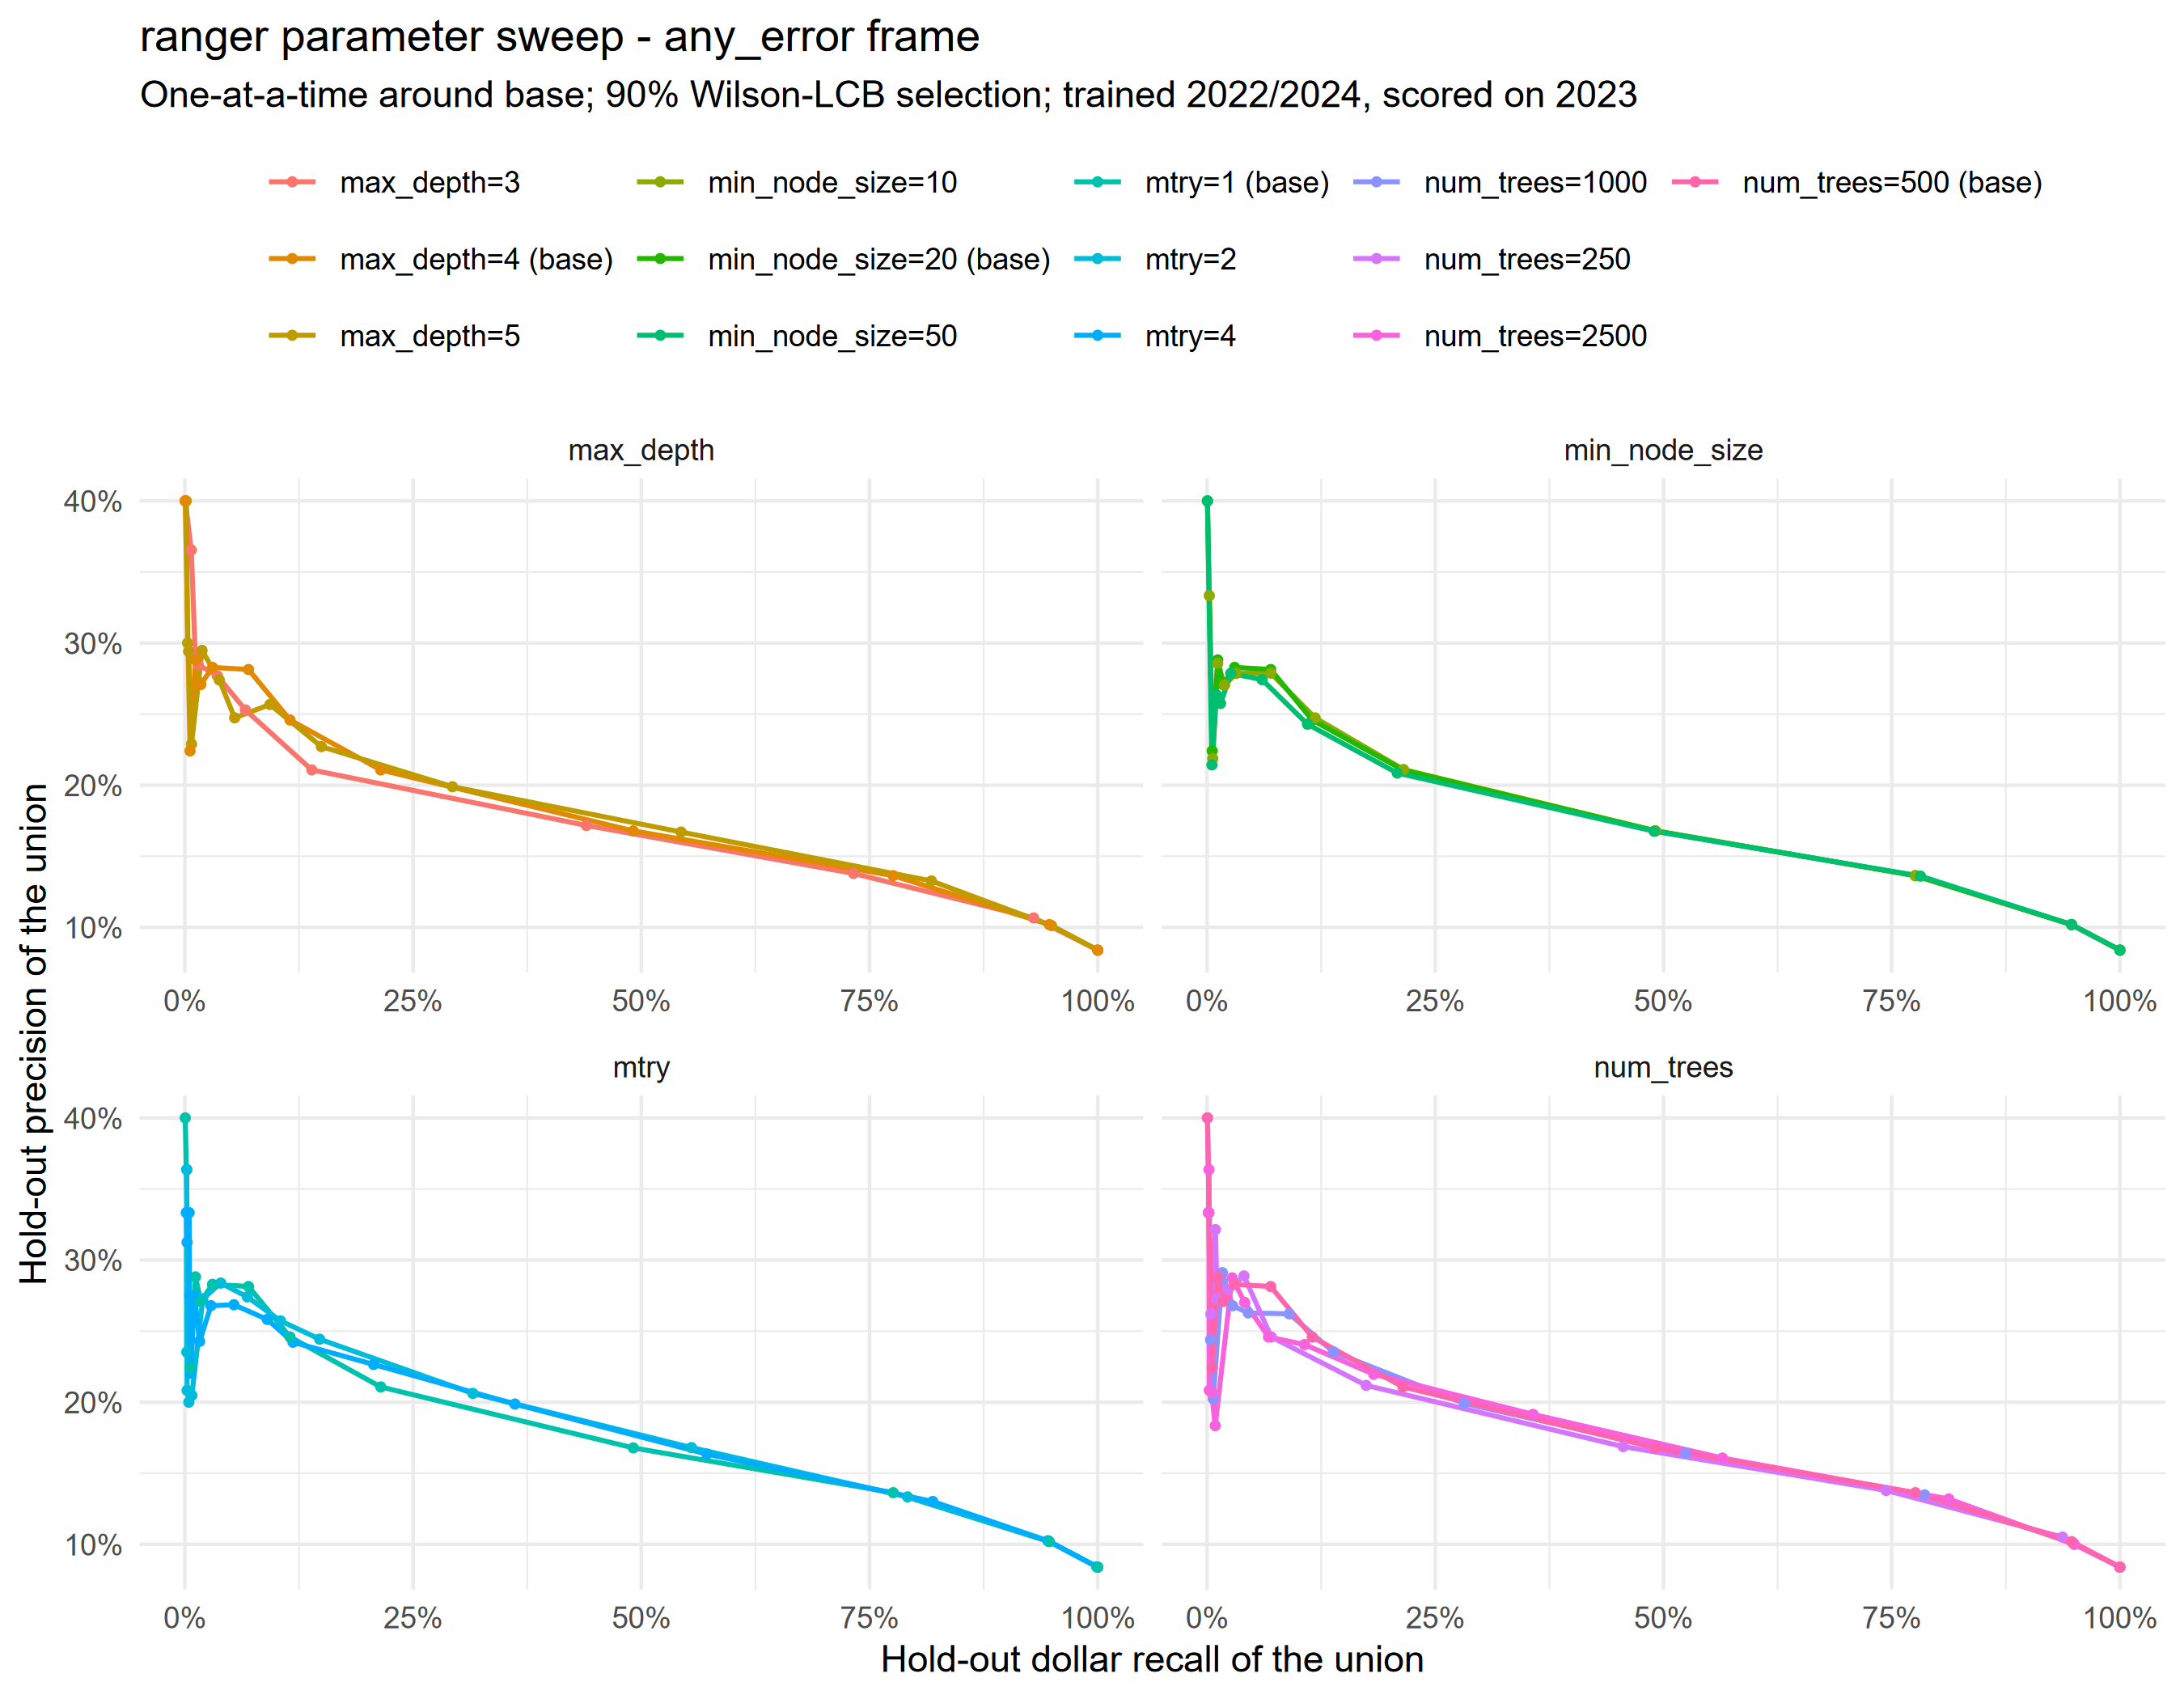 ranger parameter sweep - any_error frame
One-at-a-time around base; 90% Wilson-LCB selection; trained 2022/2024, scored on 2023
max_depth=3
min_node_size=10
mtry=1 (base)
num_trees=1000
num_trees=500 (base)
max_depth=4 (base)
min_node_size=20 (base)
mtry=2
num_trees=250
max_depth=5
min_node_size=50
mtry=4
num_trees=2500
max_depth
min_node_size
40%
30%
20%
10%
0%
25%
50%
75%
100%
0%
25%
50%
75%
100%
mtry
num_trees
40%
30%
20%
10%
0%
25%
50%
75%
100%
0%
25%
50%
75%
100%
Hold-out precision of the union
Hold-out dollar recall of the union